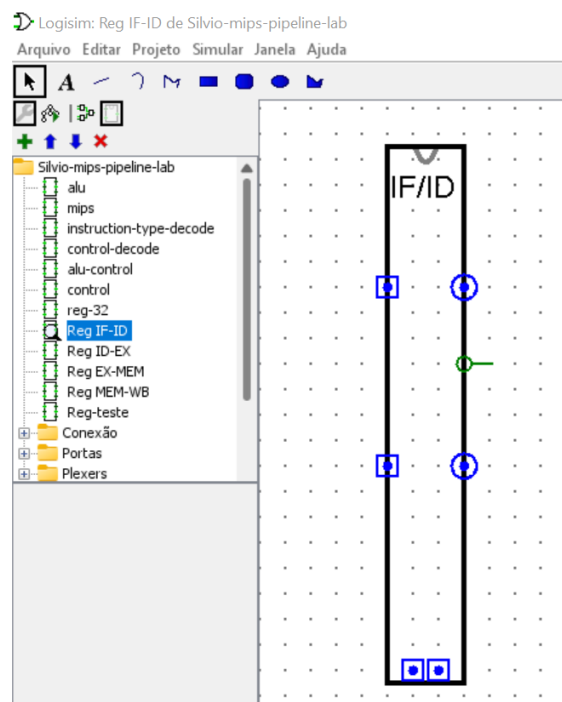 Logisim: Reg IF-ID de Silvio-mips-pipeline-lab
Arquivo Editar Projeto Simular Janela Ajuda
A
Silvio-mips-pipeline-lab
alu
mips
instruction-type-decode
control-decode
alu-control
control
reg-32
Reg IF-ID
Reg ID-EX
Reg EX-MEM
Reg MEM-WB
Reg-teste
Conexão
Portas
Plexers
IF/ID